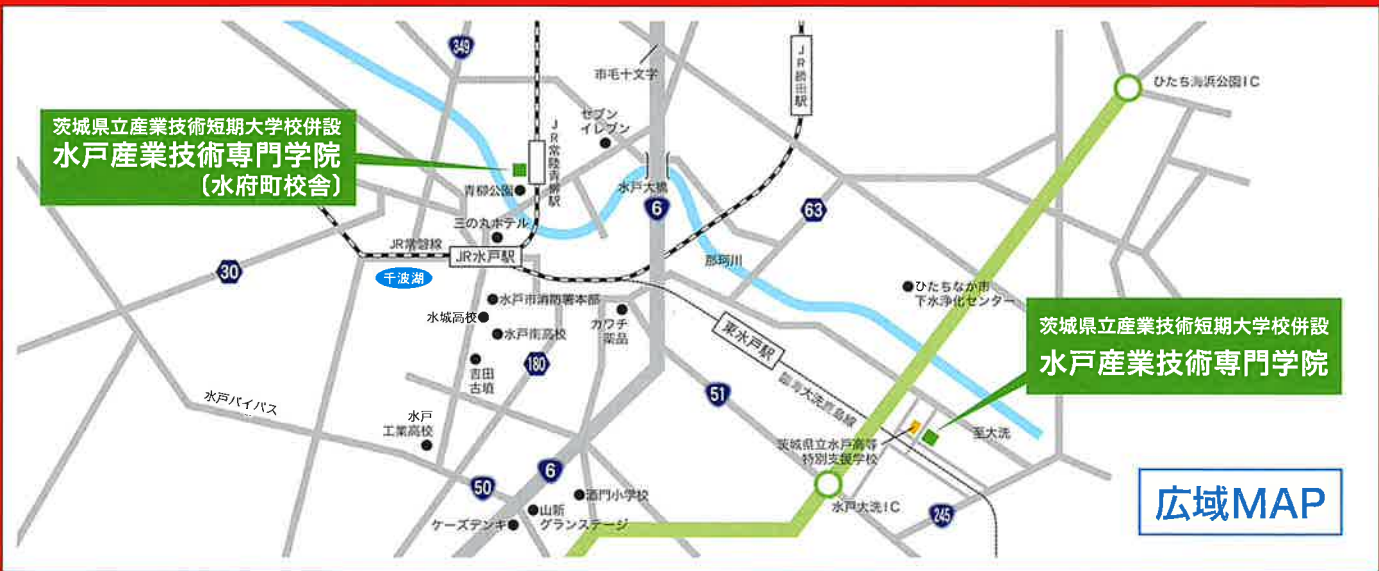 349
市毛十文字
JR勝田駅
ひたち海浜公園IC
茨城県立産業技術短期大学校併設
水戸産業技術専門学院
〔水府町校舎〕
セブン
イレブン
JR常陸青柳駅
青柳公園
水戸大橋
6
63
三の丸ホテル
JR常磐線
JR水戸駅
那珂川
30
千波湖
ひたちなか市
下水浄化センター
水戸市消防署本部
水城高校
水戸南高校
カワチ
薬品
東水戸駅
茨城県立産業技術短期大学校併設
水戸産業技術専門学院
吉田
古墳
180
51
臨海大洗鹿島線
水戸バイパス
水戸
工業高校
茨城県立水戸高等
特別支援学校
至大洗
6
50
酒門小学校
山新
グランステージ
ケーズデンキ
水戸大洗IC
245
広域MAP